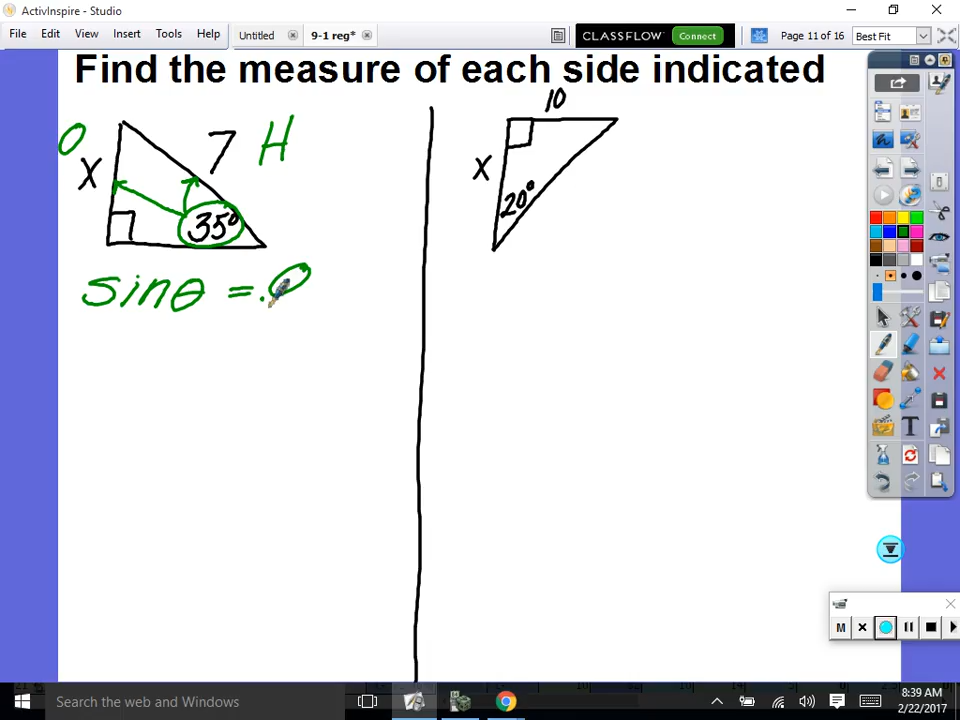 ActivInspire - Studio
File Edit View Insert Tools Help Untitled 9-1 reg* CLASSFLOW Connect Page 11 of 16 Best Fit
Find the measure of each side indicated
O
x
7
H
35°
sinθ = O
10
x
20°
T
M
Search the web and Windows
8:39 AM
2/22/2017